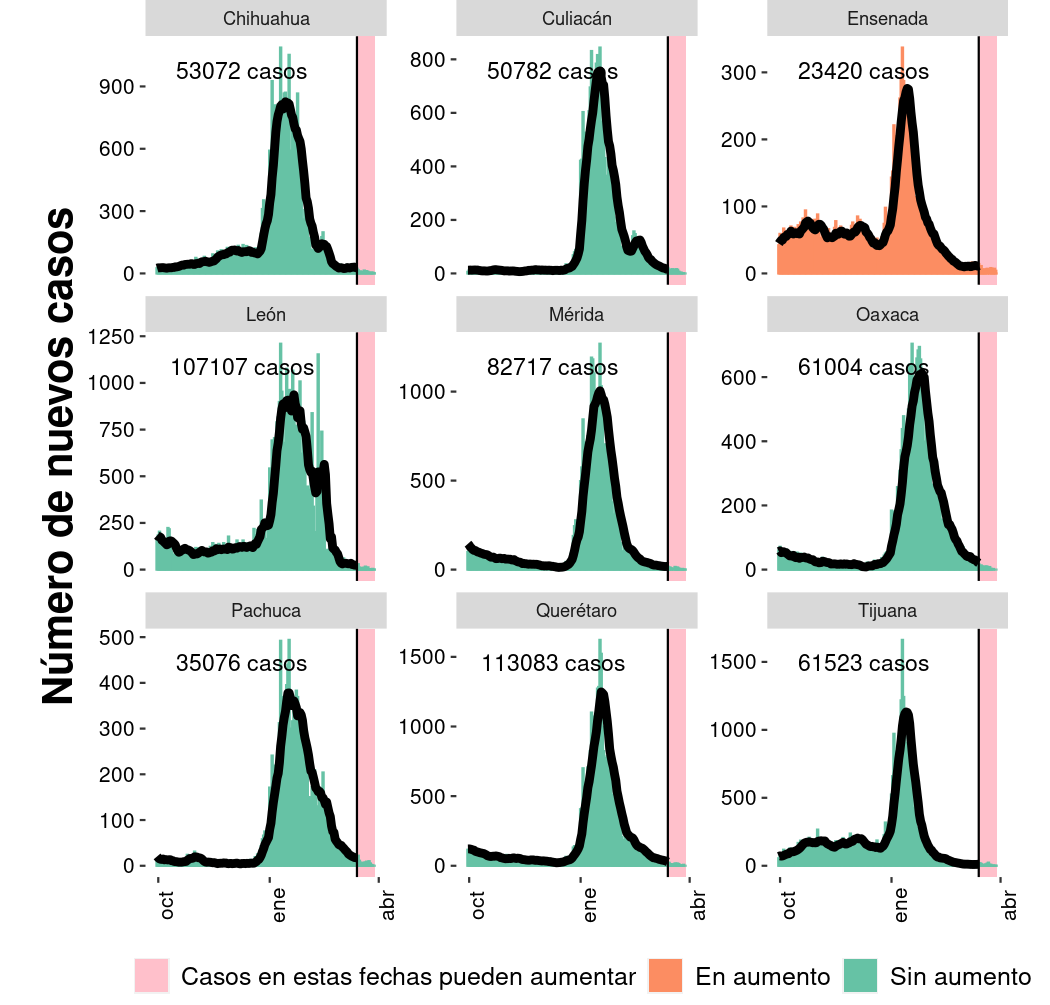 Número de nuevos casos
Chihuahua
53072 casos
900
600
300
0
Culiacán
50782 casos
800
600
400
200
0
Ensenada
23420 casos
300
200
100
0
León
107107 casos
1250
1000
750
500
250
0
Mérida
82717 casos
1000
500
0
Oaxaca
61004 casos
600
400
200
0
Pachuca
35076 casos
500
400
300
200
100
0
oct
ene
abr
Querétaro
113083 casos
1500
1000
500
0
oct
ene
abr
Tijuana
61523 casos
1500
1000
500
0
oct
ene
abr
Casos en estas fechas pueden aumentar
En aumento
Sin aumento